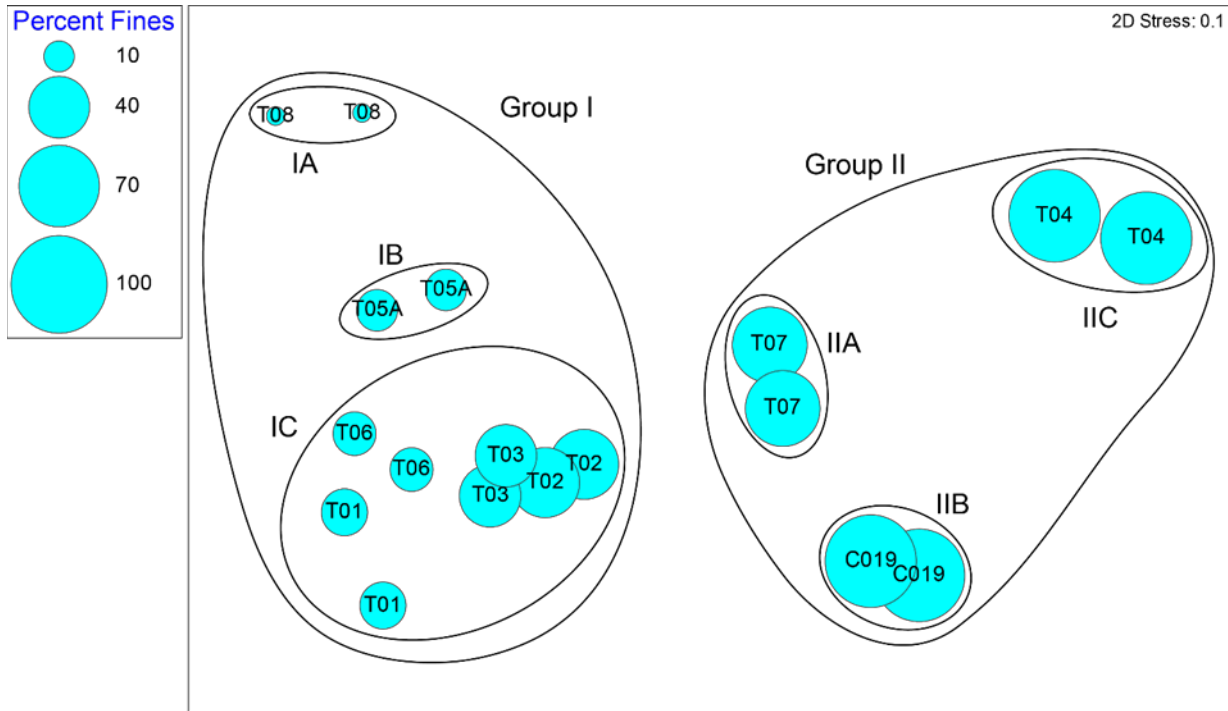 Percent Fines
10
40
70
100
2D Stress: 0.1
Group I
T08
T08
IA
IB
T05A
T05A
IC
T06
T06
T03
T02
T03
T02
T01
T01
Group II
T04
T04
IIC
T07
IIA
T07
IIB
C019
C019